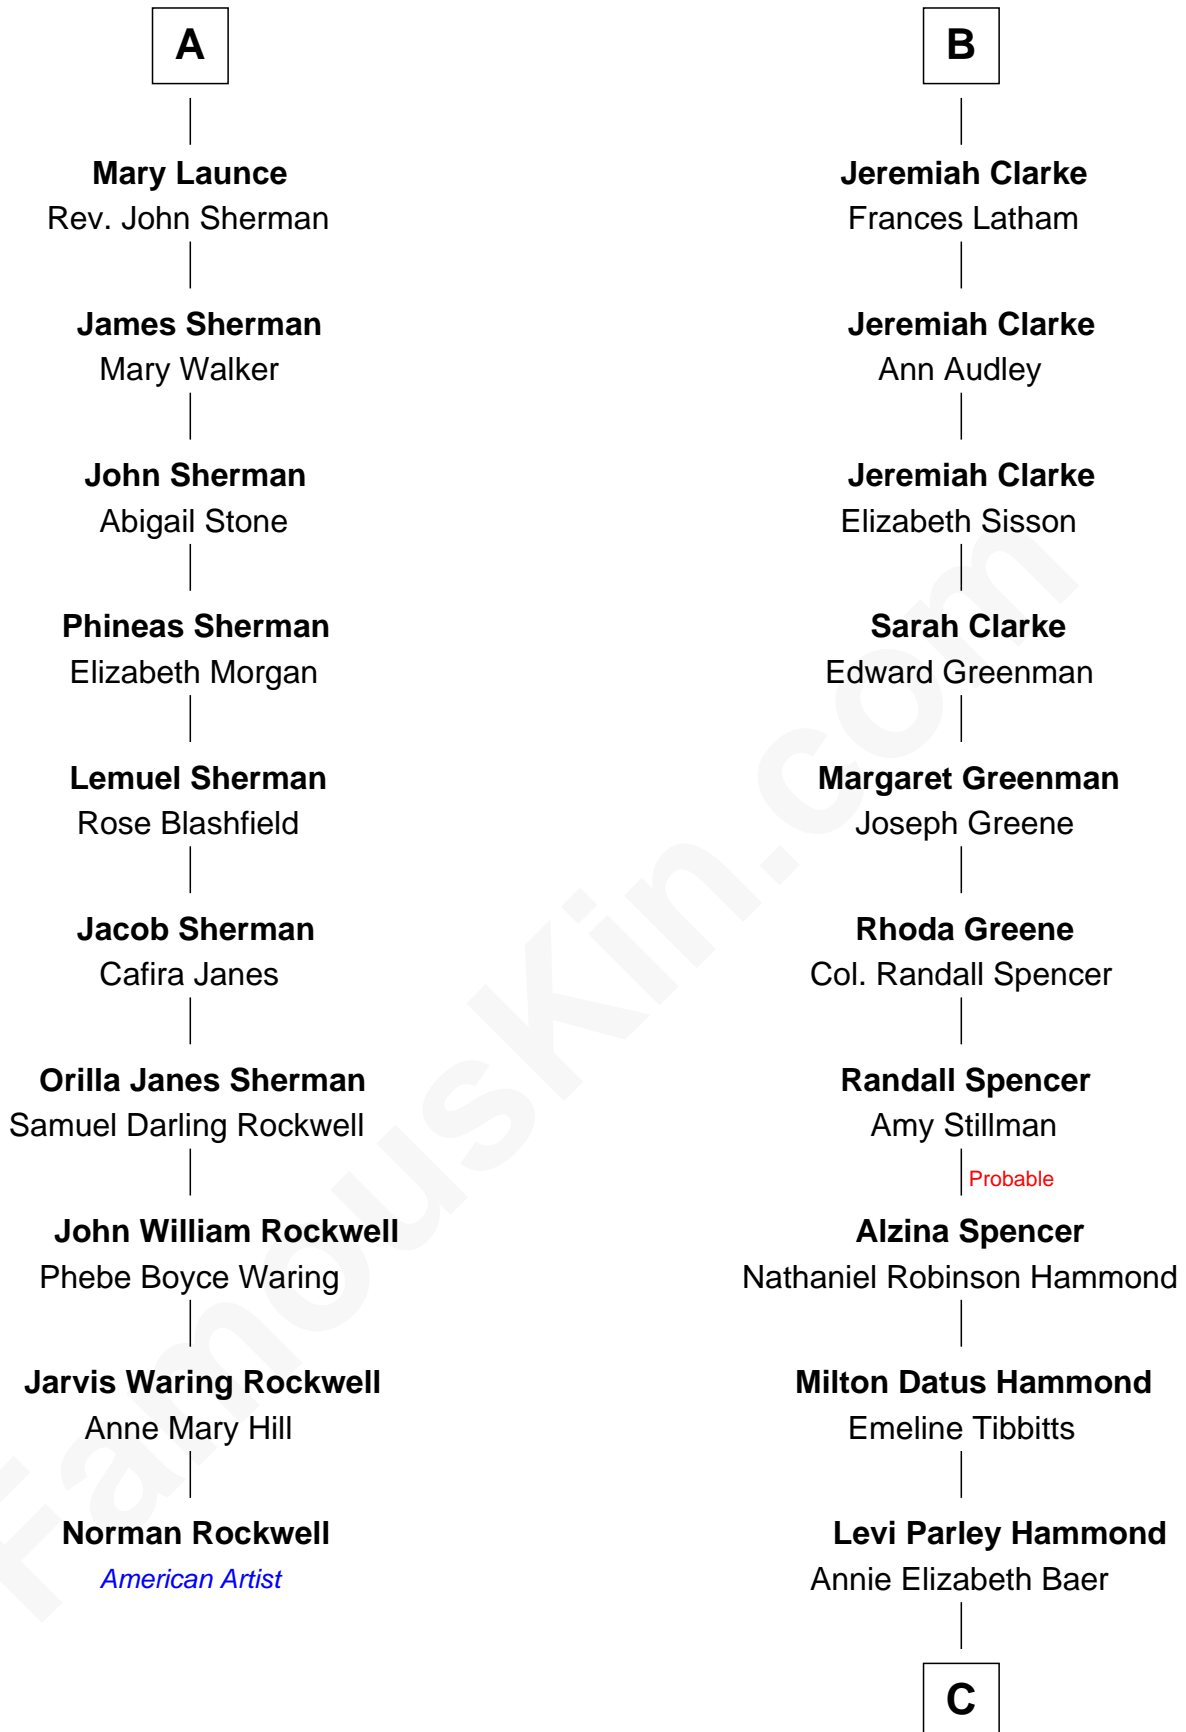 A
Mary Launce
Rev. John Sherman
James Sherman
Mary Walker
John Sherman
Abigail Stone
Phineas Sherman
Elizabeth Morgan
Lemuel Sherman
Rose Blashfield
Jacob Sherman
Cafira Janes
Orilla Janes Sherman
Samuel Darling Rockwell
John William Rockwell
Phebe Boyce Waring
Jarvis Waring Rockwell
Anne Mary Hill
Norman Rockwell
American Artist
B
Jeremiah Clarke
Frances Latham
Jeremiah Clarke
Ann Audley
Jeremiah Clarke
Elizabeth Sisson
Sarah Clarke
Edward Greenman
Margaret Greenman
Joseph Greene
Rhoda Greene
Col. Randall Spencer
Randall Spencer
Amy Stillman
Probable
Alzina Spencer
Nathaniel Robinson Hammond
Milton Datus Hammond
Emeline Tibbitts
Levi Parley Hammond
Annie Elizabeth Baer
C
FamousKin.com